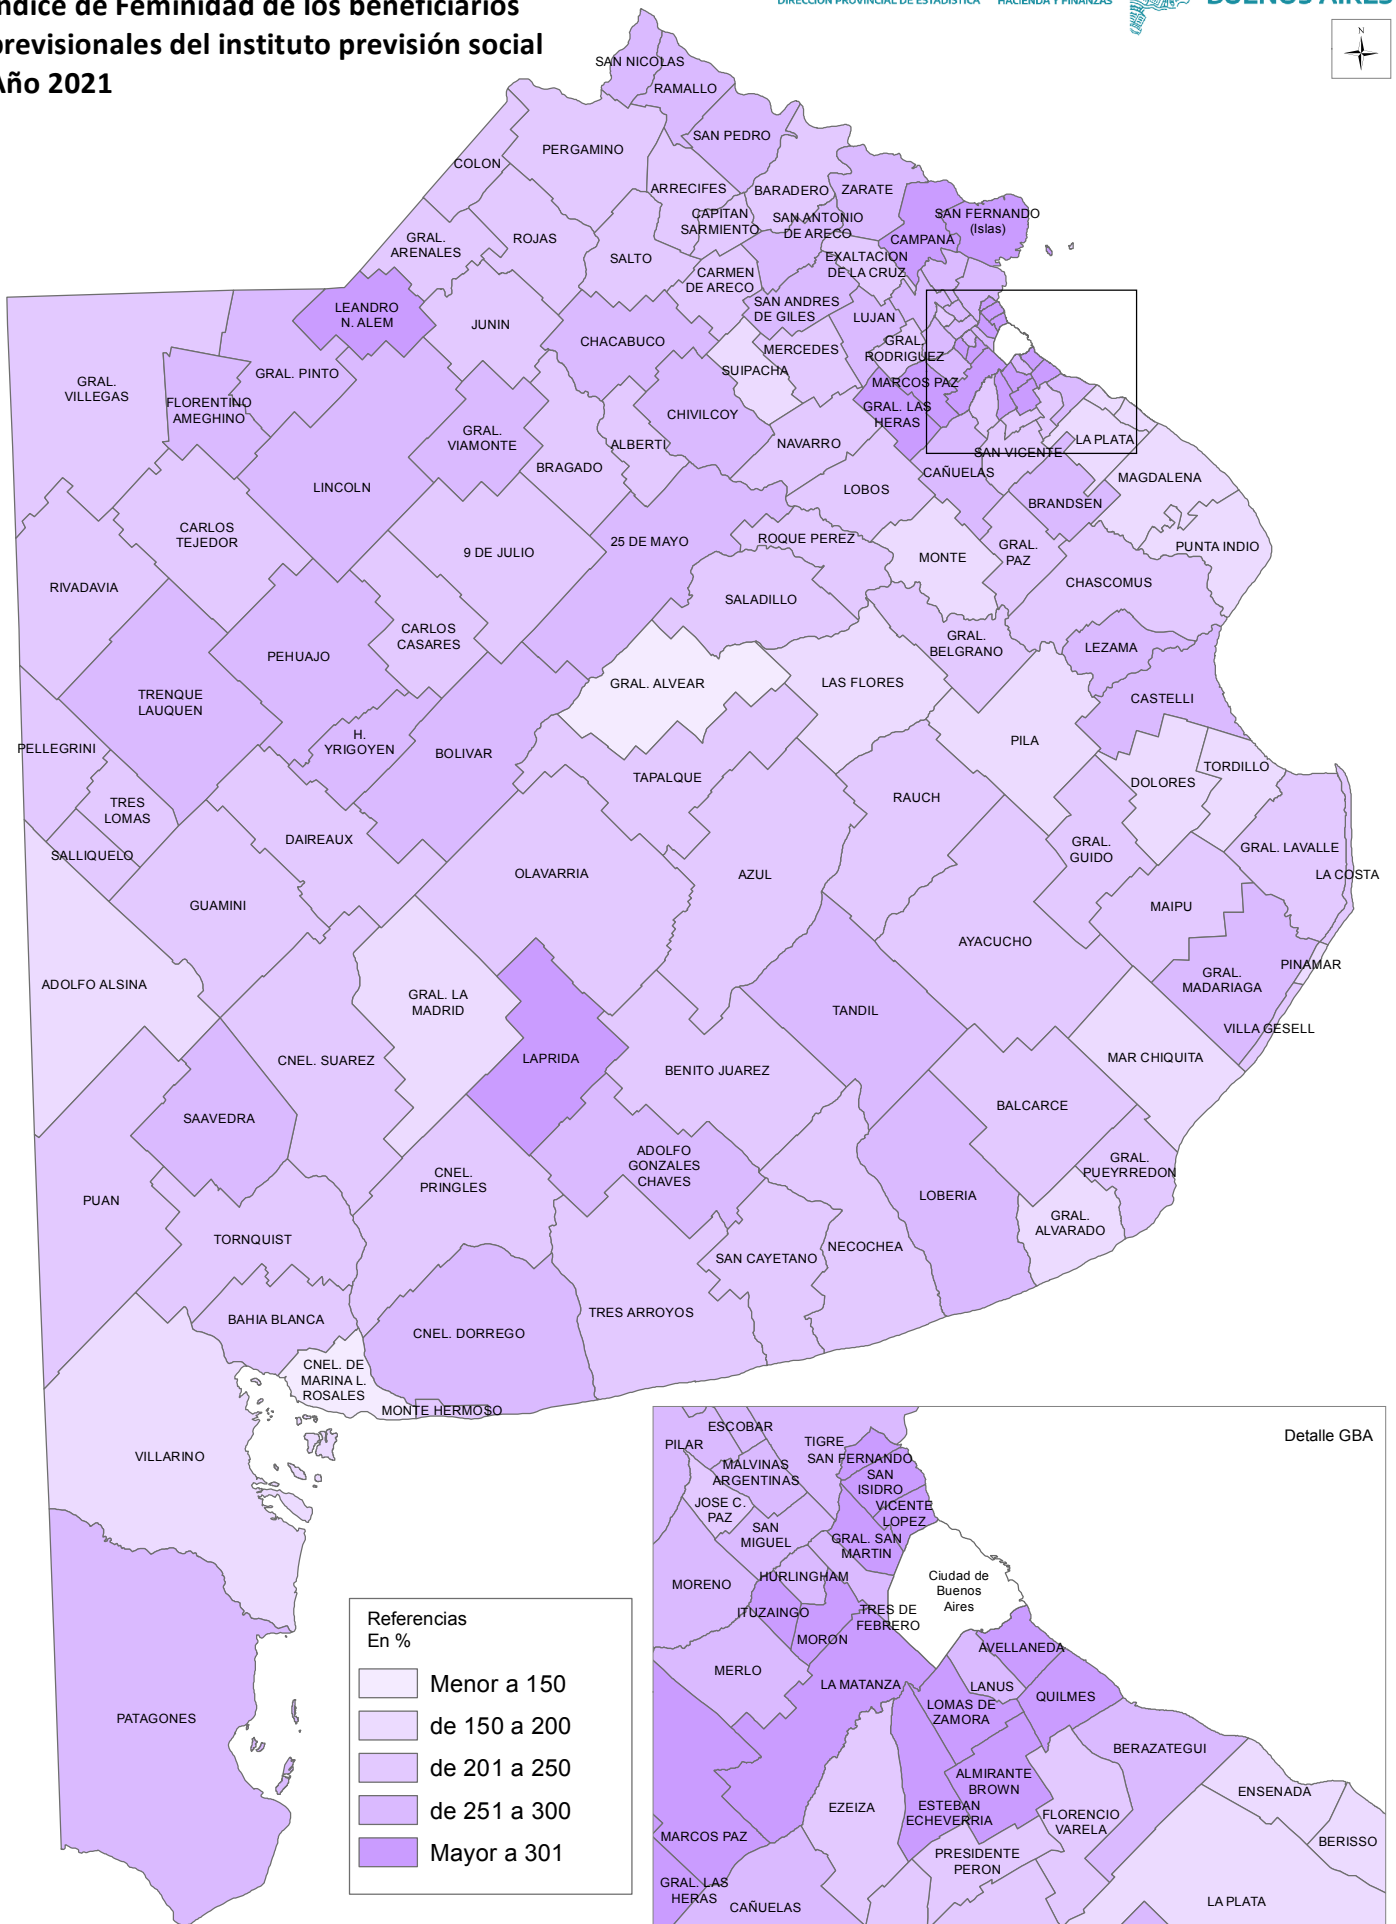 Índice de Feminidad de los beneficiarios
previsionales del instituto previsión social
Año 2021
DIRECCIÓN PROVINCIAL DE ESTADÍSTICA
HACIENDA Y FINANZAS
BUENOS AIRES
N
SAN NICOLAS
RAMALLO
SAN PEDRO
PERGAMINO
COLON
ARRECIFES
BARADERO
ZARATE
CAPITAN
SARMIENTO
SAN ANTONIO
DE ARECO
SAN FERNANDO
(Islas)
CAMPANA
GRAL.
ARENALES
ROJAS
SALTO
CARMEN
DE ARECO
EXALTACION
DE LA CRUZ
LEANDRO
N. ALEM
JUNIN
CHACABUCO
SAN ANDRES
DE GILES
LUJAN
MERCEDES
SUIPACHA
GRAL.
RODRIGUEZ
MARCOS PAZ
GRAL. LAS
HERAS
GRAL.
VILLEGAS
GRAL. PINTO
FLORENTINO
AMEGHINO
GRAL.
VIAMONTE
CHIVILCOY
ALBERTI
NAVARRO
BRAGADO
LA PLATA
SAN VICENTE
CAÑUELAS
MAGDALENA
LINCOLN
LOBOS
BRANDSEN
CARLOS
TEJEDOR
9 DE JULIO
25 DE MAYO
ROQUE PEREZ
MONTE
GRAL.
PAZ
PUNTA INDIO
RIVADAVIA
SALADILLO
CHASCOMUS
CARLOS
CASARES
PEHUAJO
GRAL.
BELGRANO
LEZAMA
TRENQUE
LAUQUEN
GRAL. ALVEAR
LAS FLORES
CASTELLI
PELLEGRINI
H.
YRIGOYEN
BOLIVAR
PILA
TAPALQUE
TORDILLO
DOLORES
TRES
LOMAS
RAUCH
DAIREAUX
SALLIQUELO
GRAL.
GUIDO
GRAL. LAVALLE
LA COSTA
OLAVARRIA
AZUL
GUAMINI
MAIPU
AYACUCHO
PINAMAR
GRAL.
MADARIAGA
ADOLFO ALSINA
GRAL. LA
MADRID
TANDIL
VILLA GESELL
MAR CHIQUITA
CNEL. SUAREZ
LAPRIDA
BENITO JUAREZ
BALCARCE
SAAVEDRA
ADOLFO
GONZALES
CHAVES
GRAL.
PUEYRREDON
CNEL.
PRINGLES
PUAN
LOBERIA
GRAL.
ALVARADO
TORNQUIST
SAN CAYETANO
NECOCHEA
BAHIA BLANCA
TRES ARROYOS
CNEL. DORREGO
CNEL. DE
MARINA L.
ROSALES
MONTE HERMOSO
VILLARINO
PATAGONES
Detalle GBA
ESCOBAR
PILAR
TIGRE
SAN FERNANDO
MALVINAS
ARGENTINAS
SAN
ISIDRO
JOSE C.
PAZ
VICENTE
LOPEZ
SAN
MIGUEL
GRAL. SAN
MARTIN
HURLINGHAM
MORENO
Ciudad de
Buenos
Aires
ITUZAINGO
TRES DE
FEBRERO
MORON
AVELLANEDA
MERLO
LA MATANZA
LANUS
QUILMES
LOMAS DE
ZAMORA
BERAZATEGUI
ALMIRANTE
BROWN
ENSENADA
EZEIZA
ESTEBAN
ECHEVERRIA
FLORENCIO
VARELA
MARCOS PAZ
BERISSO
PRESIDENTE
PERON
GRAL. LAS
HERAS
CAÑUELAS
LA PLATA
Referencias
En %
Menor a 150
de 150 a 200
de 201 a 250
de 251 a 300
Mayor a 301